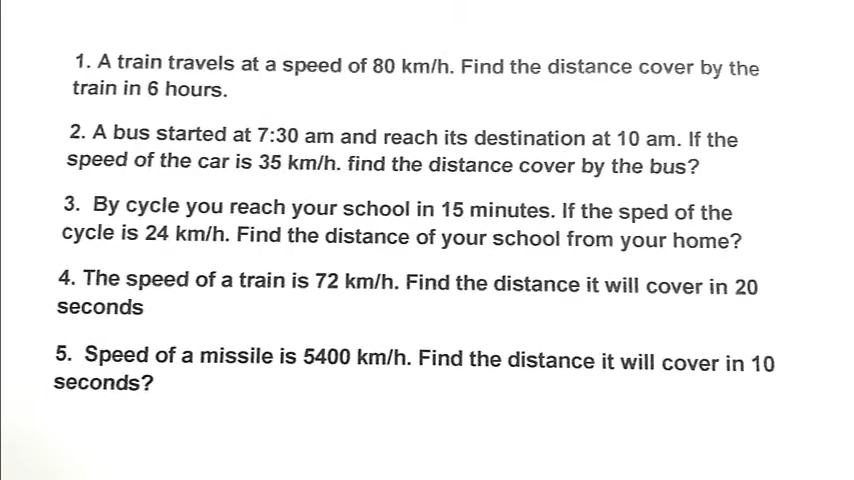 1. A train travels at a speed of 80 km/h. Find the distance cover by the
train in 6 hours.
2. A bus started at 7:30 am and reach its destination at 10 am. If the
speed of the car is 35 km/h. find the distance cover by the bus?
3. By cycle you reach your school in 15 minutes. If the sped of the
cycle is 24 km/h. Find the distance of your school from your home?
4. The speed of a train is 72 km/h. Find the distance it will cover in 20
seconds
5. Speed of a missile is 5400 km/h. Find the distance it will cover in 10
seconds?